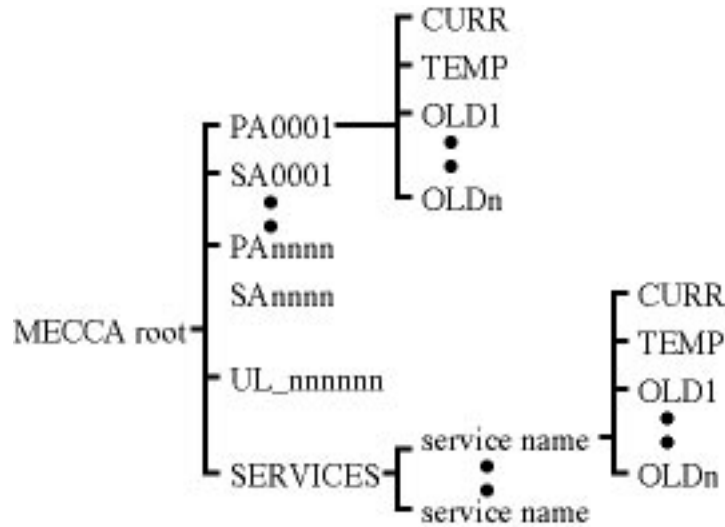 CURR
TEMP
PA0001
OLD1
SA0001
OLDn
PAnnnn
SAnnnn
CURR
MECCA root
TEMP
UL_nnnnnn
OLD1
service name
SERVICES
OLDn
service name